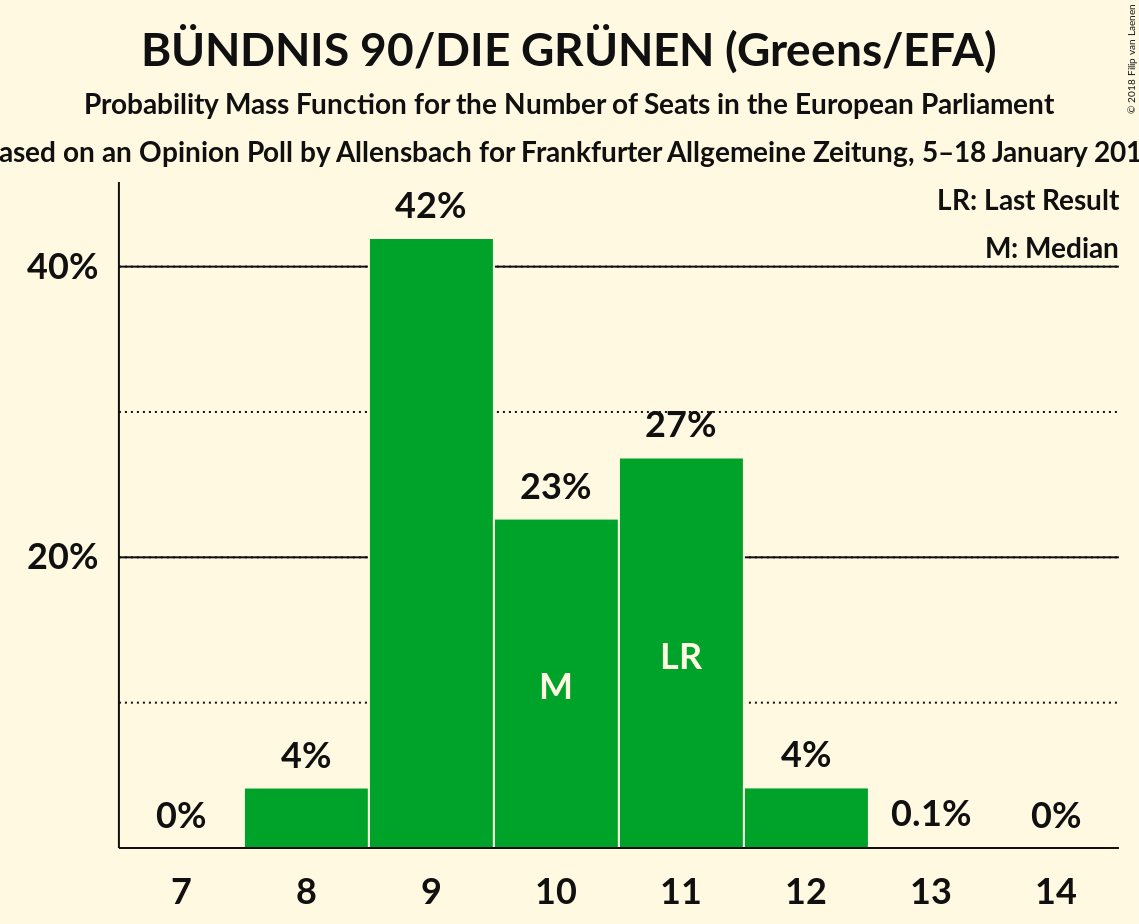 BÜNDNIS 90/DIE GRÜNEN (Greens/EFA)
Probability Mass Function for the Number of Seats in the European Parliament
ased on an Opinion Poll by Allensbach for Frankfurter Allgemeine Zeitung, 5–18 January 201
© 2018 Filip van Laenen
LR: Last Result
M: Median
42%
40%
27%
23%
20%
LR
M
4%
4%
0%
0.1%
0%
7 8 9 10 11 12 13 14